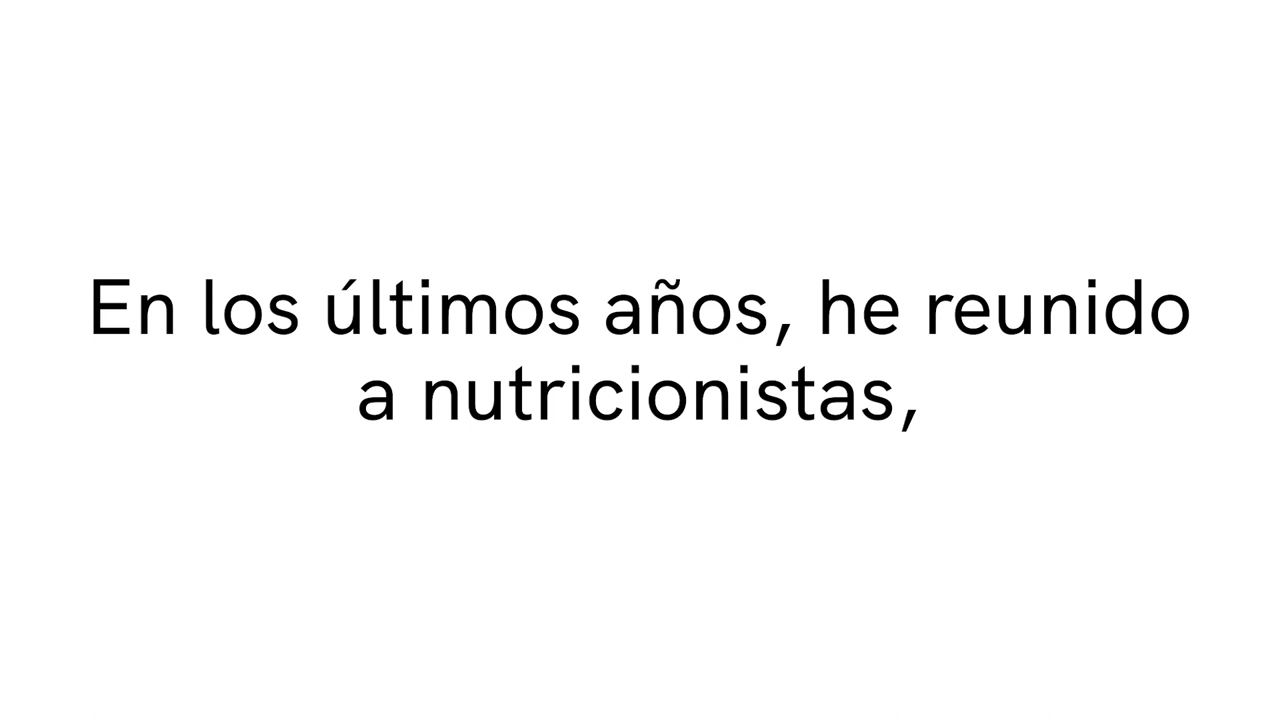 En los últimos años, he reunido
a nutricionistas,